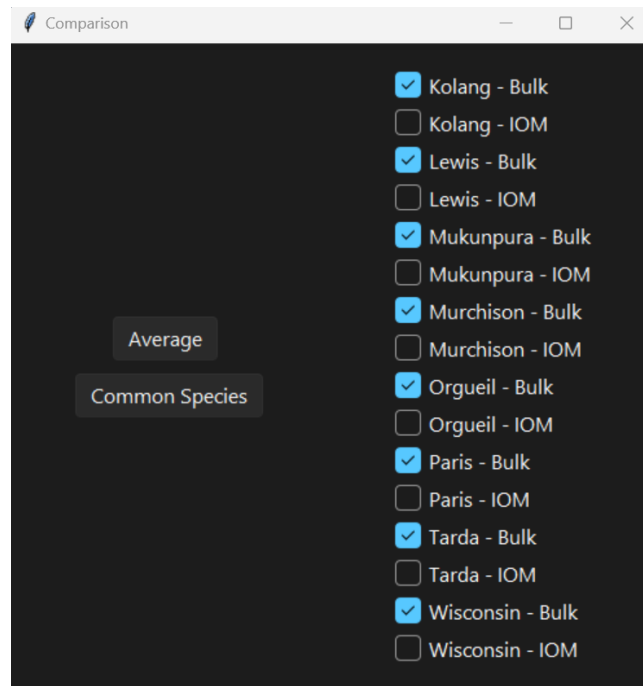 Comparison
Average
Common Species
Kolang - Bulk
Kolang - IOM
Lewis - Bulk
Lewis - IOM
Mukunpura - Bulk
Mukunpura - IOM
Murchison - Bulk
Murchison - IOM
Orgueil - Bulk
Orgueil - IOM
Paris - Bulk
Paris - IOM
Tarda - Bulk
Tarda - IOM
Wisconsin - Bulk
Wisconsin - IOM